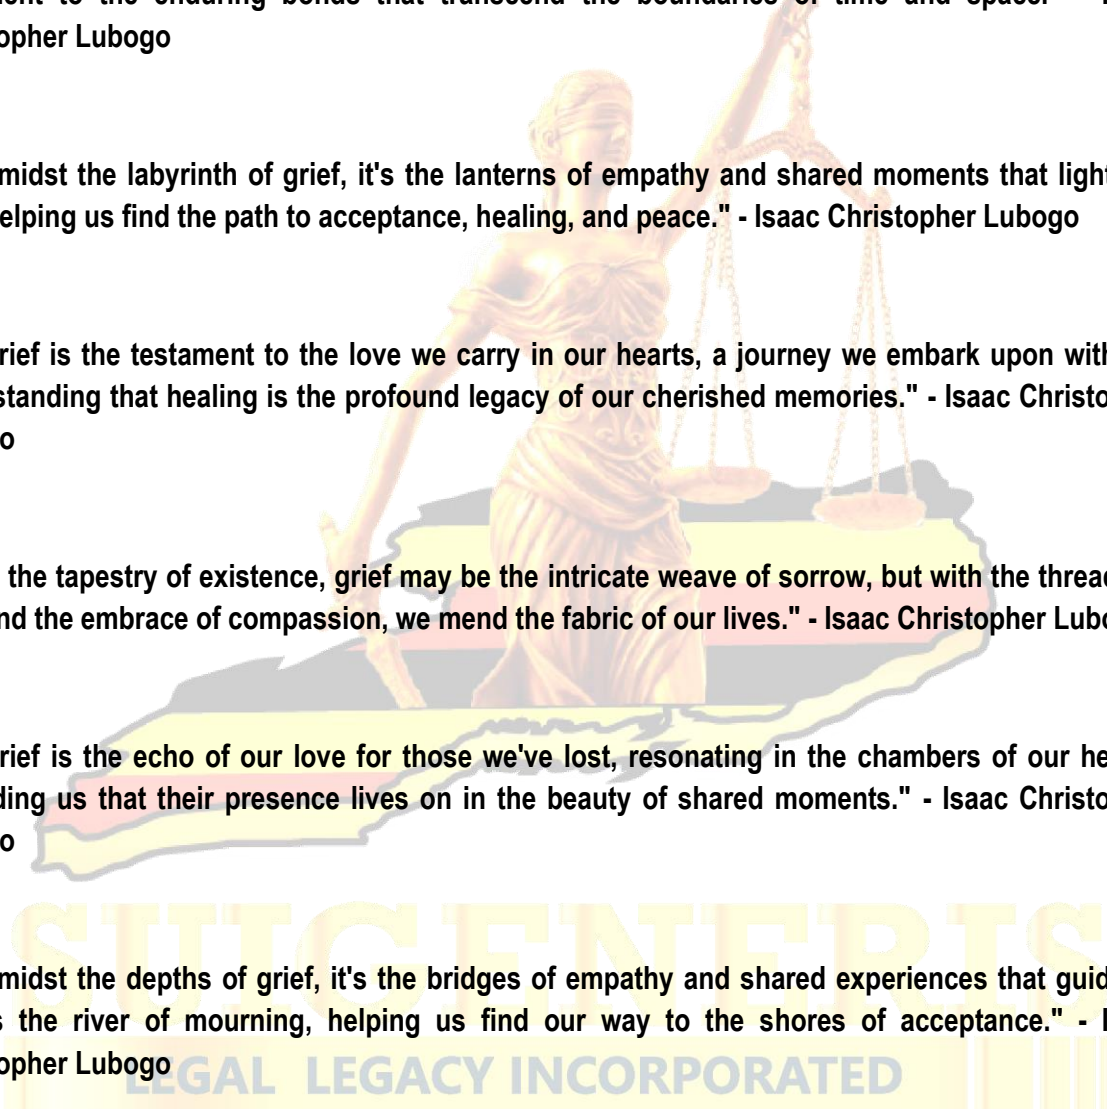 to the enduring bonds that transcend the boundaries of time and space." -
opher Lubogo
midst the labyrinth of grief, it's the lanterns of empathy and shared moments that light
elping us find the path to acceptance, healing, and peace." - Isaac Christopher Lubogo
rief is the testament to the love we carry in our hearts, a journey we embark upon with
standing that healing is the profound legacy of our cherished memories." - Isaac Christo
o
the tapestry of existence, grief may be the intricate weave of sorrow, but with the threa
nd the embrace of compassion, we mend the fabric of our lives." - Isaac Christopher Lubo
rief is the echo of our love for those we've lost, resonating in the chambers of our he
ding us that their presence lives on in the beauty of shared moments." - Isaac Christo
o
SUIGENERIS
midst the depths of grief, it's the bridges of empathy and shared experiences that guid
s the river of mourning, helping us find our way to the shores of acceptance." -
opher Lubogo
LEGAL LEGACY INCORPORATED